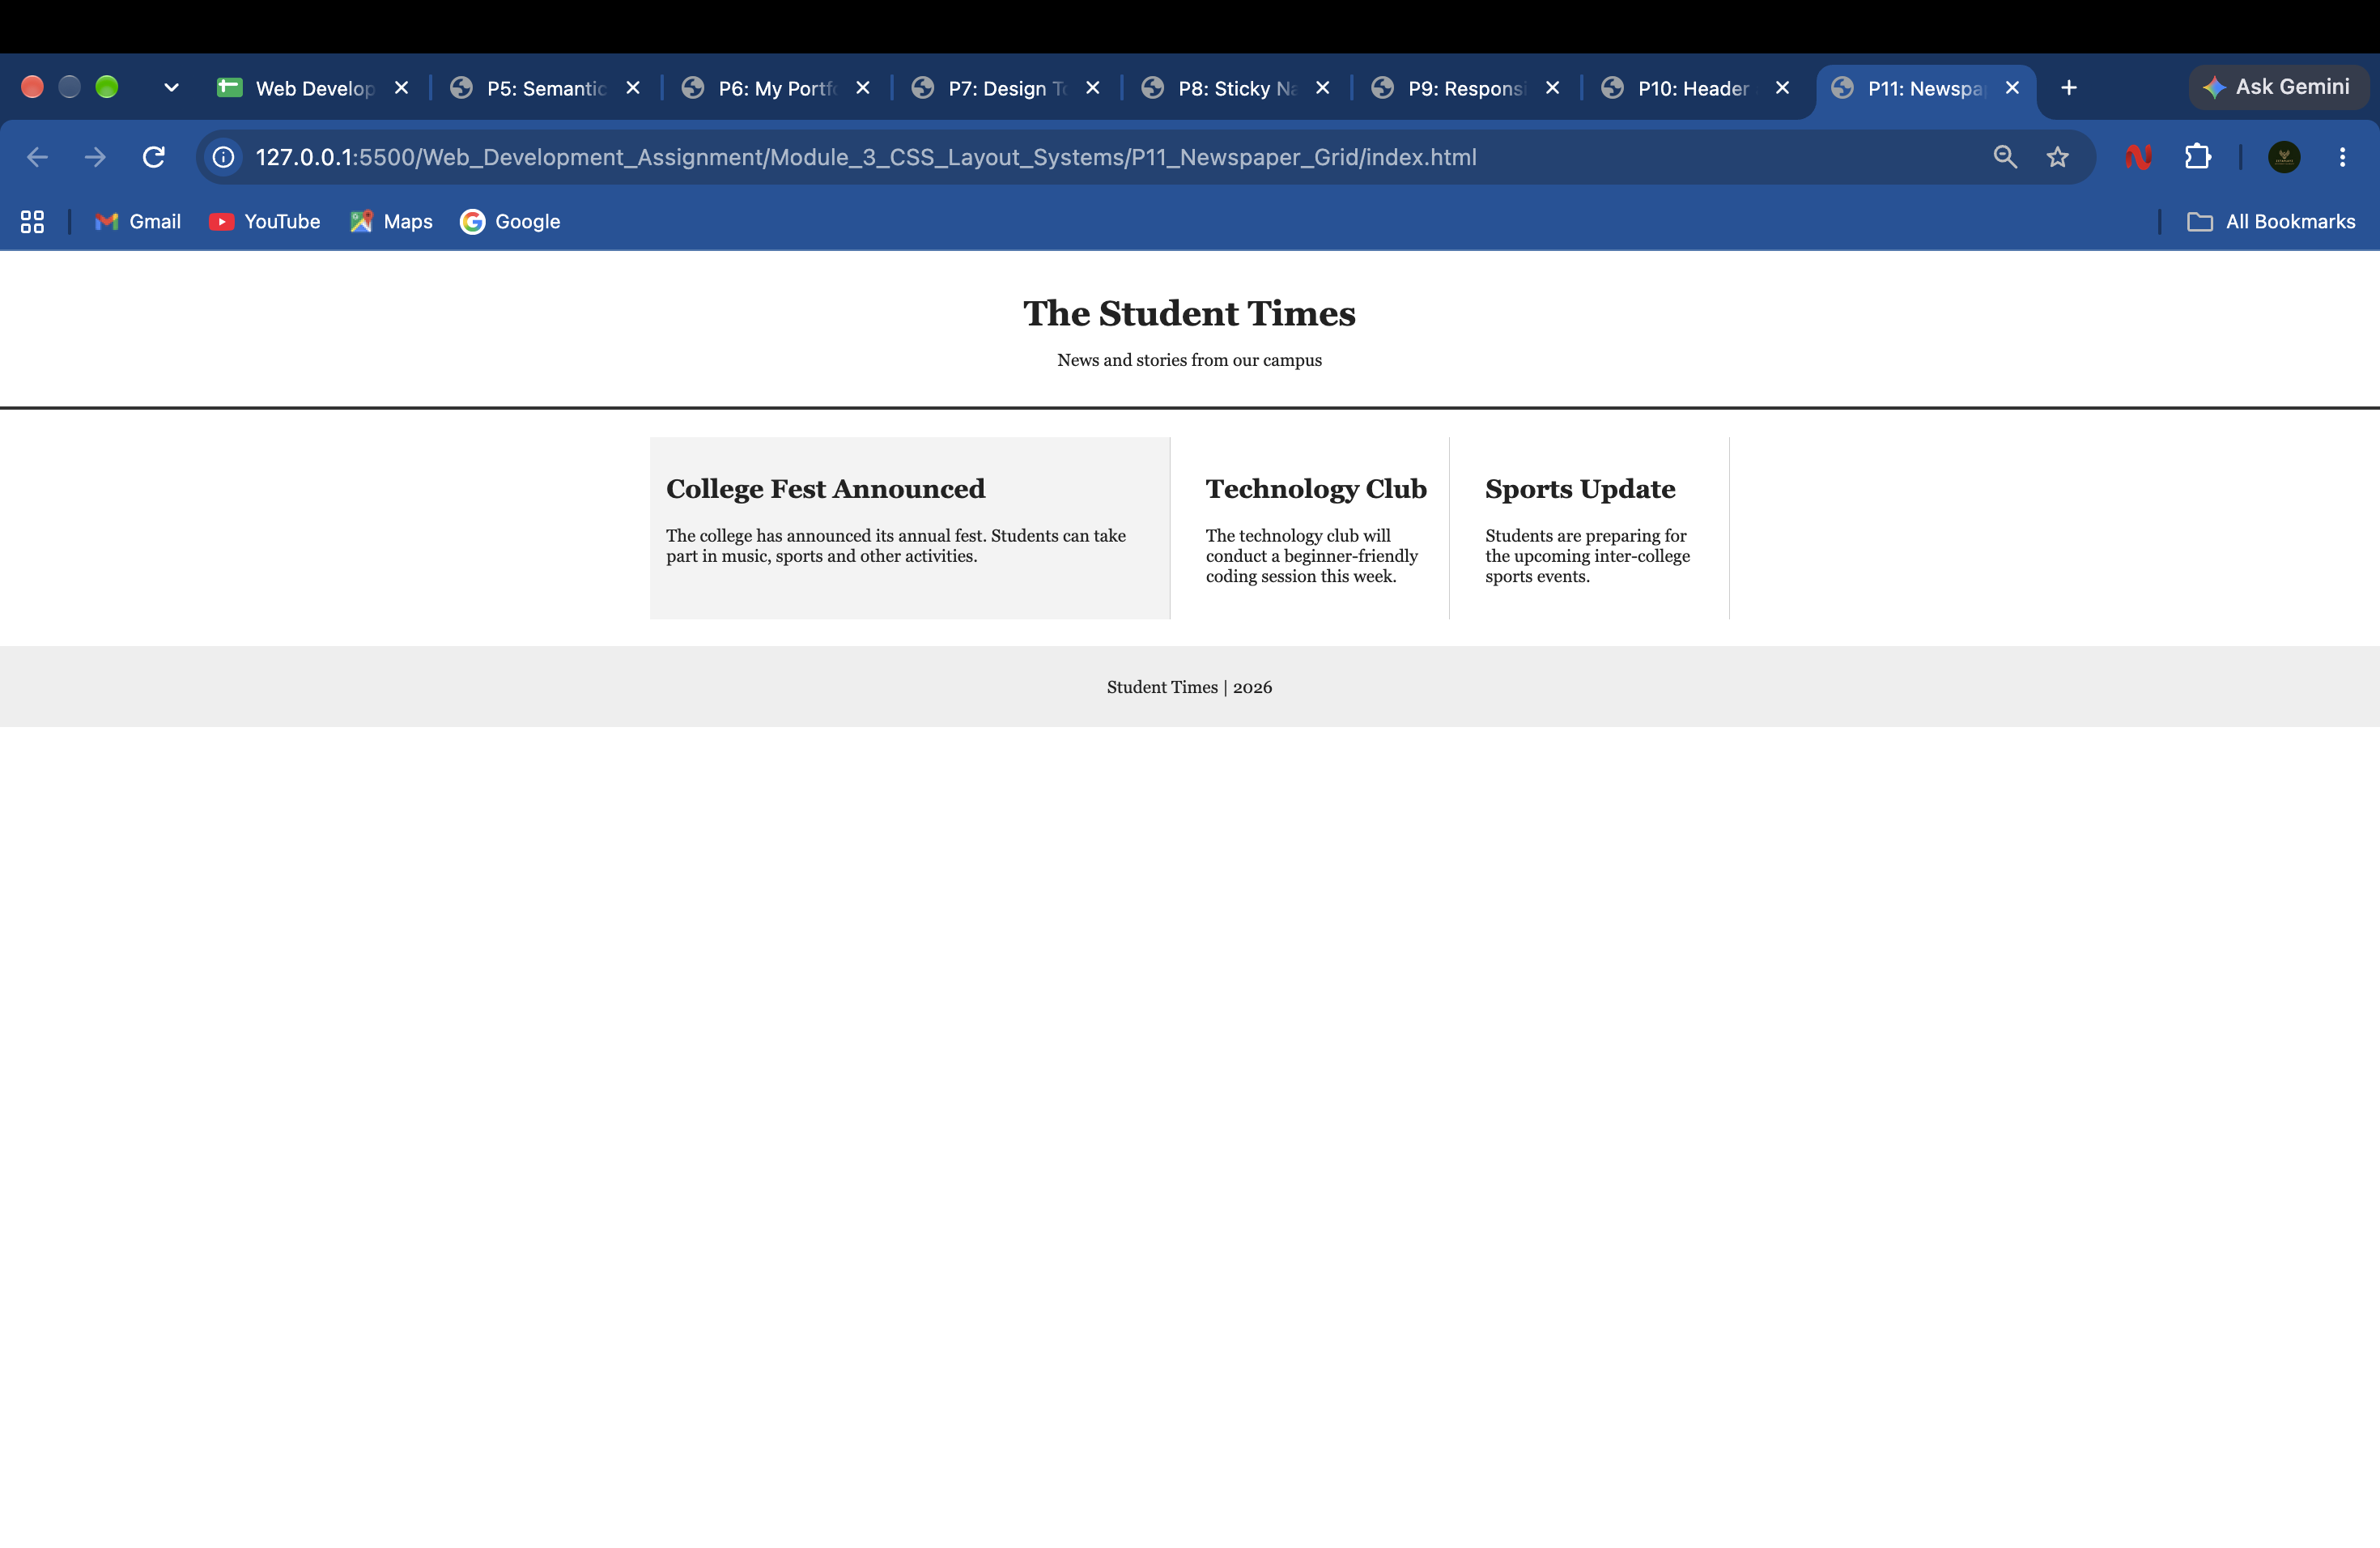 Web Develop
P5: Semantic
P6: My Portf
P7: Design T
P8: Sticky Na
P9: Respons
P10: Header
P11: Newspa
Ask Gemini
127.0.0.1:5500/Web_Development_Assignment/Module_3_CSS_Layout_Systems/P11_Newspaper_Grid/index.html
Gmail
YouTube
Maps
Google
All Bookmarks
The Student Times
News and stories from our campus
College Fest Announced
The college has announced its annual fest. Students can take
part in music, sports and other activities.
Technology Club
The technology club will
conduct a beginner-friendly
coding session this week.
Sports Update
Students are preparing for
the upcoming inter-college
sports events.
Student Times | 2026